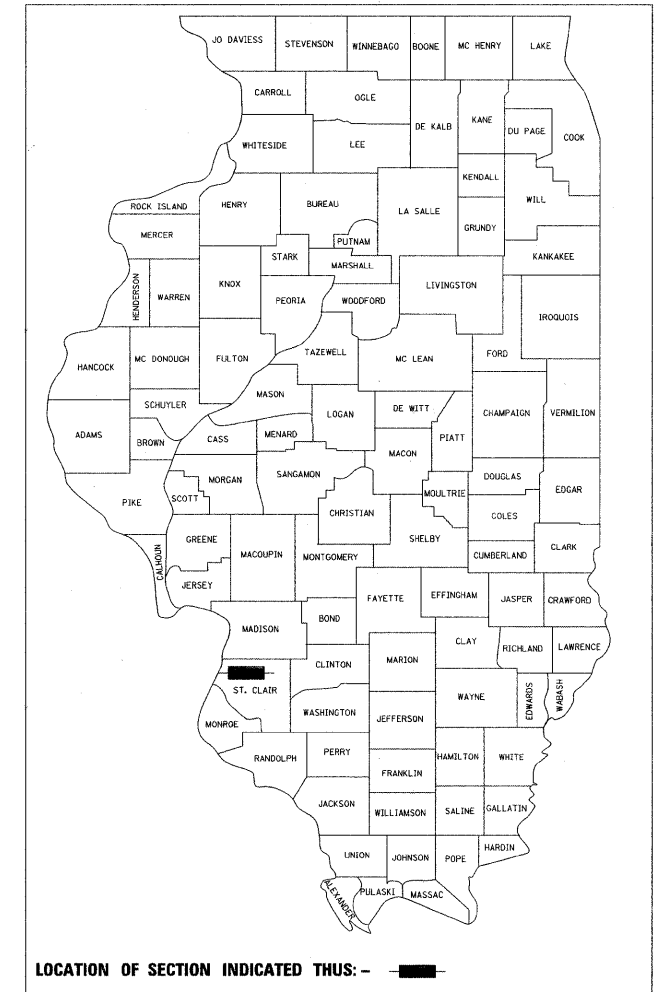 JO DAVIESS
STEVENSON
WINNEBAGO
BOONE
MC HENRY
LAKE
CARROLL
OGLE
DE KALB
KANE
DU PAGE
COOK
WHITESIDE
LEE
KENDALL
WILL
ROCK ISLAND
HENRY
BUREAU
LA SALLE
GRUNDY
MERCER
PUTNAM
STARK
MARSHALL
KANKAKEE
HENDERSON
WARREN
KNOX
PEORIA
WOODFORD
LIVINGSTON
IROQUOIS
HANCOCK
MC DONOUGH
FULTON
TAZEWELL
MC LEAN
FORD
MASON
SCHUYLER
LOGAN
DE WITT
CHAMPAIGN
VERMILION
ADAMS
BROWN
CASS
MENARD
MACON
PIATT
MORGAN
SANGAMON
DOUGLAS
EDGAR
PIKE
SCOTT
CHRISTIAN
MOULTRIE
COLES
CALHOUN
GREENE
MACOUPIN
MONTGOMERY
SHELBY
CUMBERLAND
CLARK
JERSEY
FAYETTE
EFFINGHAM
JASPER
CRAWFORD
MADISON
BOND
CLAY
RICHLAND
LAWRENCE
CLINTON
MARION
ST. CLAIR
WAYNE
EDWARDS
WABASH
MONROE
WASHINGTON
JEFFERSON
RANDOLPH
PERRY
HAMILTON
WHITE
FRANKLIN
JACKSON
WILLIAMSON
SALINE
GALLATIN
UNION
JOHNSON
POPE
HARDIN
ALEXANDER
PULASKI
MASSAC
LOCATION OF SECTION INDICATED THUS: -